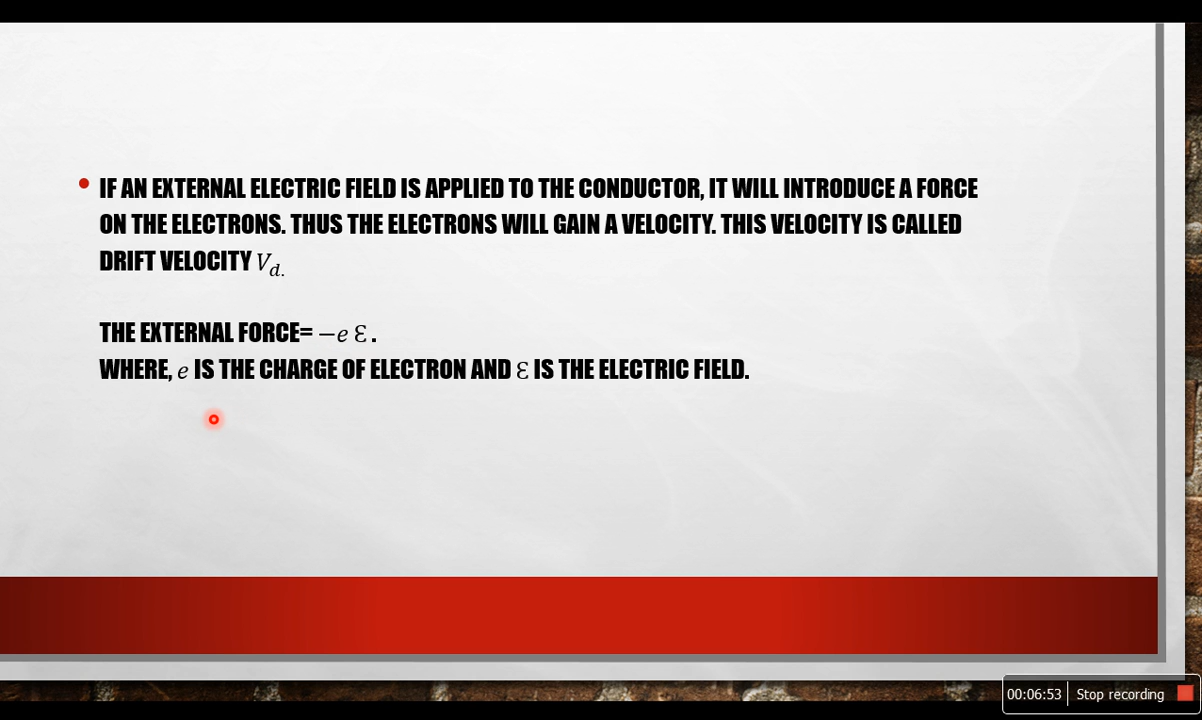 • IF AN EXTERNAL ELECTRIC FIELD IS APPLIED TO THE CONDUCTOR, IT WILL INTRODUCE A FORCE
ON THE ELECTRONS. THUS THE ELECTRONS WILL GAIN A VELOCITY. THIS VELOCITY IS CALLED
DRIFT VELOCITY V_d.
THE EXTERNAL FORCE= −e Ɛ .
WHERE, e IS THE CHARGE OF ELECTRON AND Ɛ IS THE ELECTRIC FIELD.
00:06:53 Stop recording